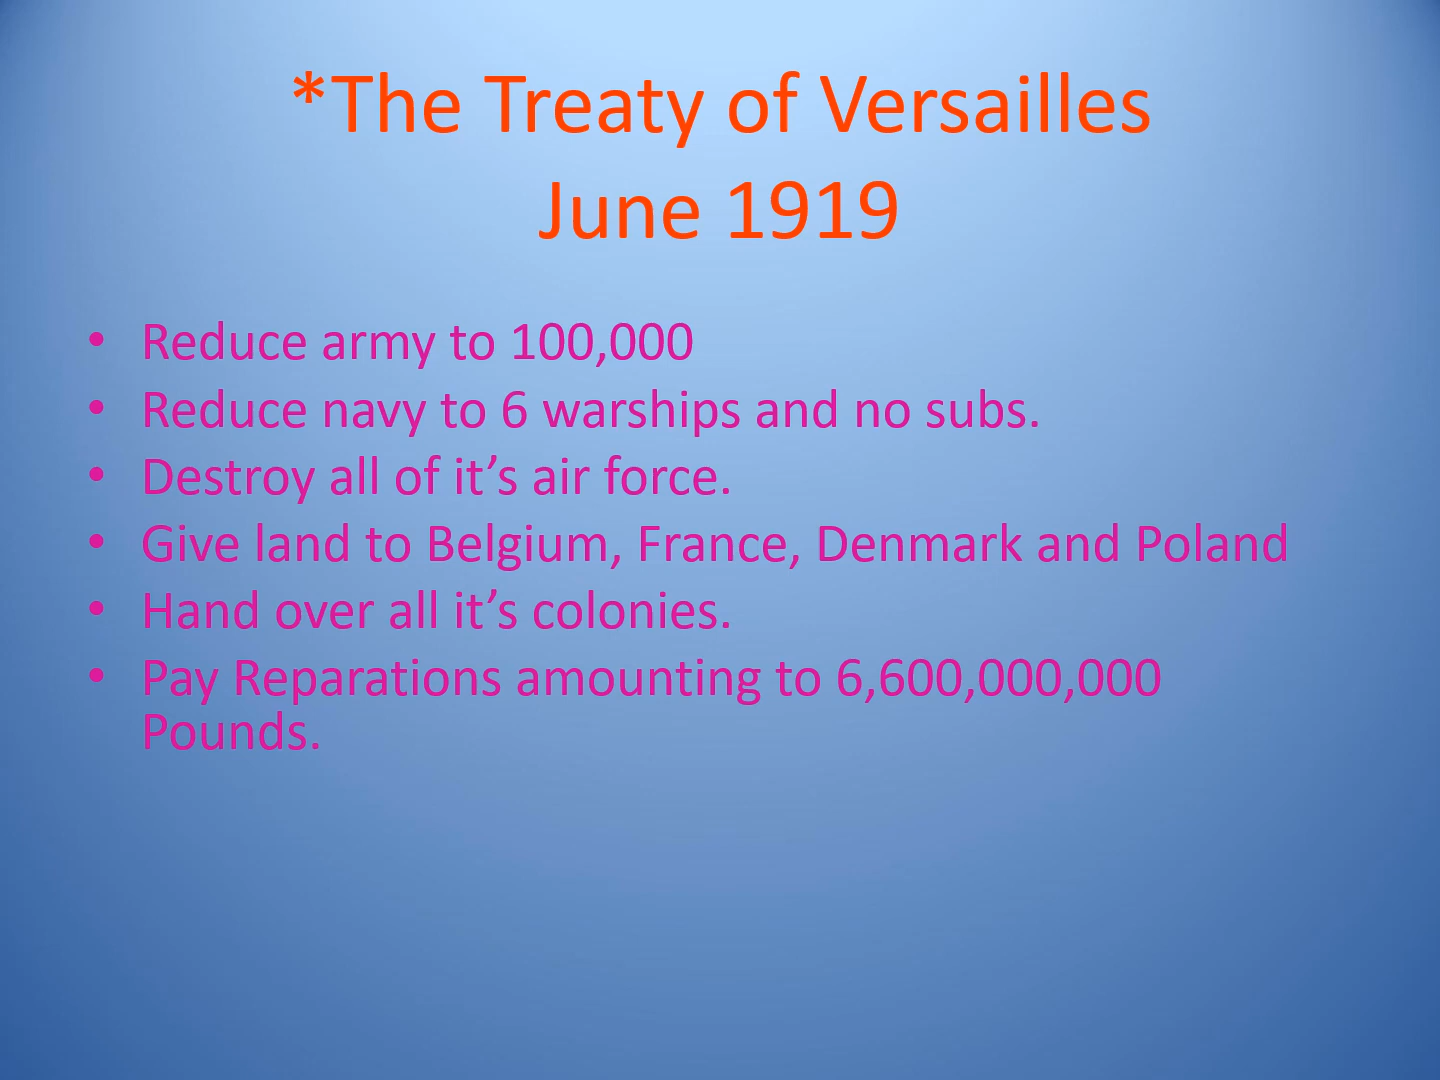 *The Treaty of Versailles
June 1919
• Reduce army to 100,000
• Reduce navy to 6 warships and no subs.
• Destroy all of it’s air force.
• Give land to Belgium, France, Denmark and Poland
• Hand over all it’s colonies.
• Pay Reparations amounting to 6,600,000,000
Pounds.